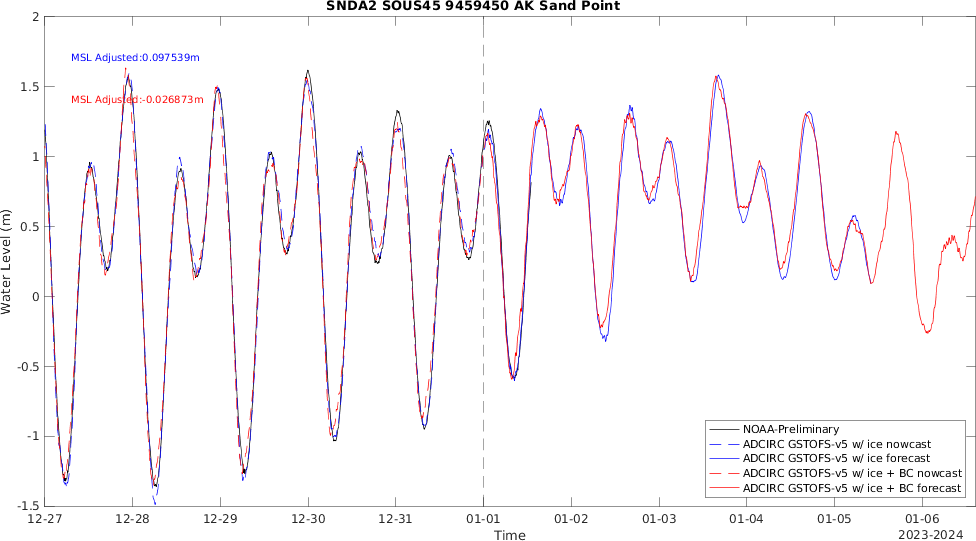 SNDA2 SOUS45 9459450 AK Sand Point
MSL Adjusted:0.097539m
MSL Adjusted:-0.026873m
Water Level (m)
2
1.5
1
0.5
0
-0.5
-1
-1.5
NOAA-Preliminary
ADCIRC GSTOFS-v5 w/ ice nowcast
ADCIRC GSTOFS-v5 w/ ice forecast
ADCIRC GSTOFS-v5 w/ ice + BC nowcast
ADCIRC GSTOFS-v5 w/ ice + BC forecast
12-27 12-28 12-29 12-30 12-31 01-01 01-02 01-03 01-04 01-05 01-06
Time
2023-2024